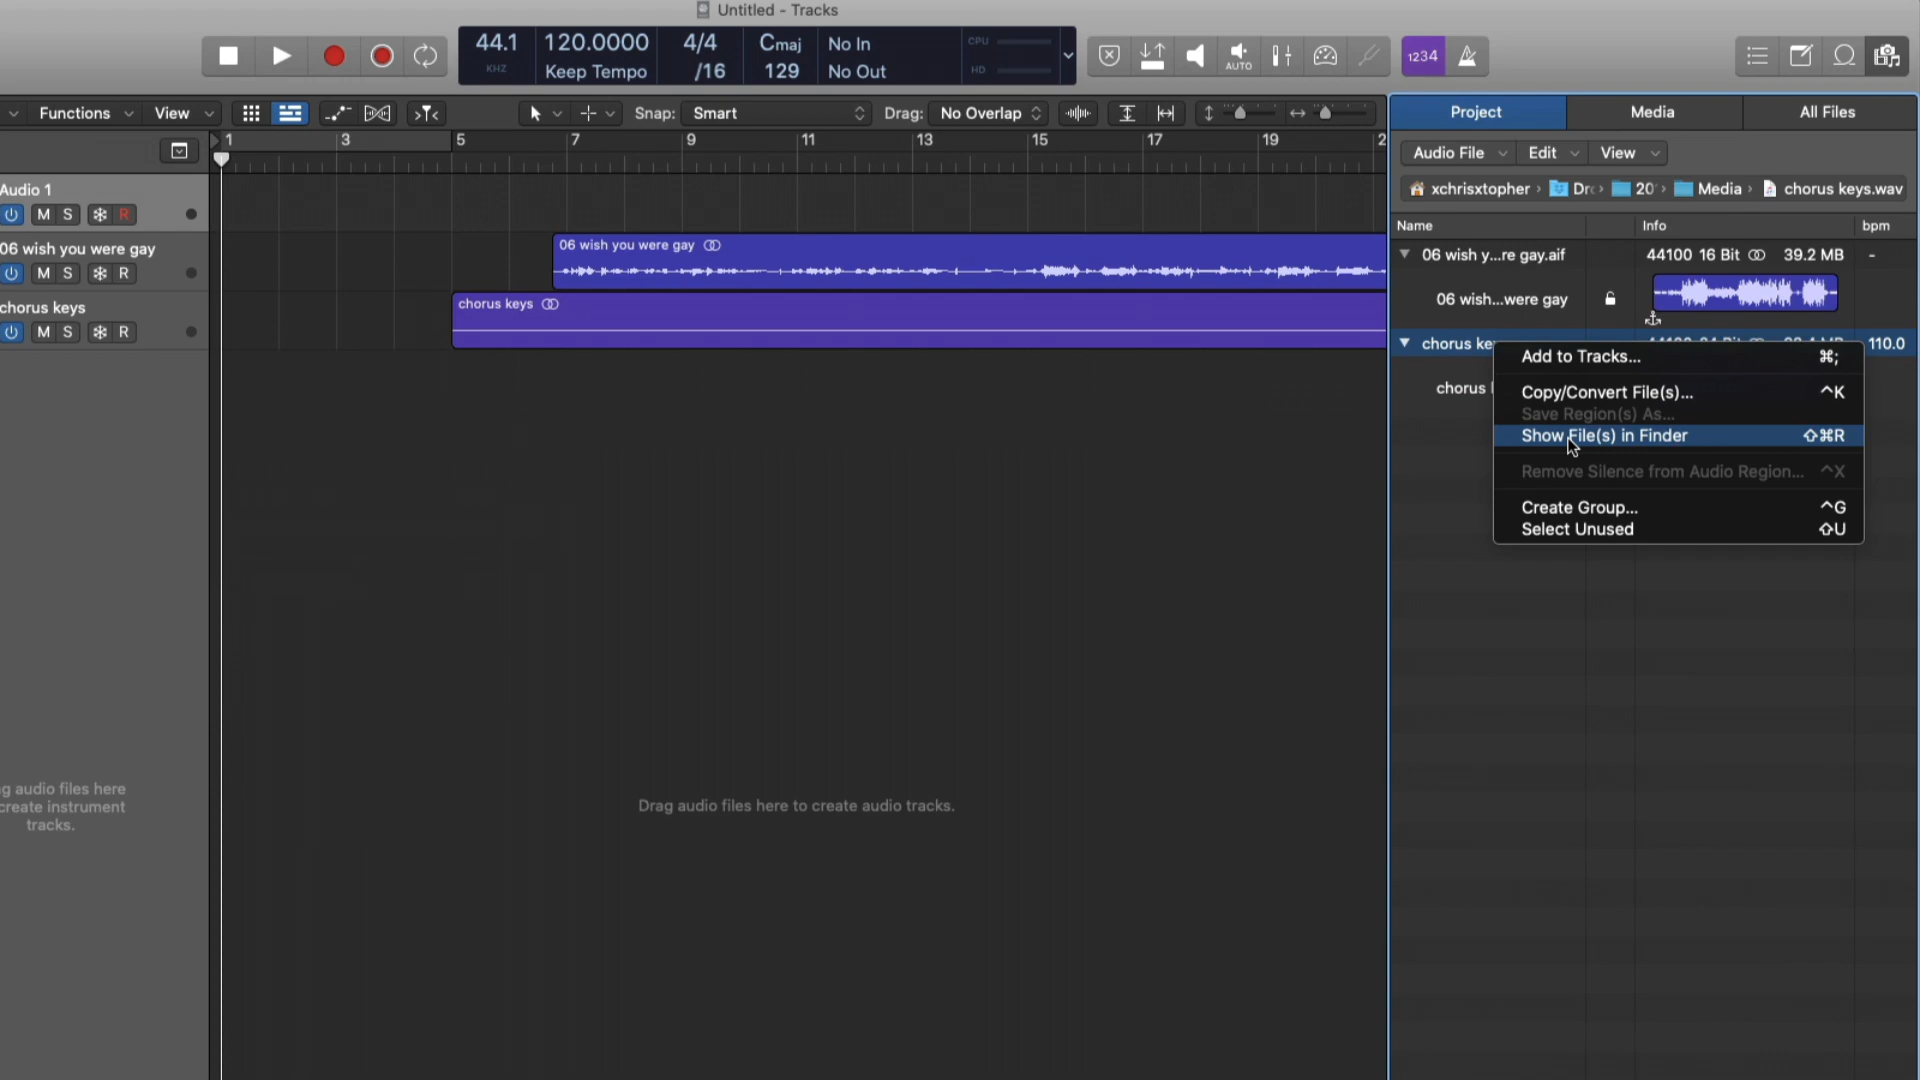 Untitled - Tracks
44.1
KHZ
120.0000
Keep Tempo
4/4
/16
Cmaj
129
No In
No Out
CPU
HD
AUTO
1234
Functions
View
Snap: Smart
Drag: No Overlap
1 3 5 7 9 11 13 15 17 19 2
Audio 1
M S R
06 wish you were gay
M S R
chorus keys
M S R
06 wish you were gay
chorus keys
g audio files here
create instrument
tracks.
Drag audio files here to create audio tracks.
Project
Media
All Files
Audio File
Edit
View
xchrisxtopher
Dr
20
Media
chorus keys.wav
Name
Info
bpm
06 wish y...re gay.aif
44100 16 Bit
39.2 MB
-
06 wish...were gay
chorus ke
110.0
chorus
Add to Tracks... ⌘;
Copy/Convert File(s)... ^K
Save Region(s) As...
Show File(s) in Finder ⇧⌘R
Remove Silence from Audio Region... ^X
Create Group... ^G
Select Unused ⇧U